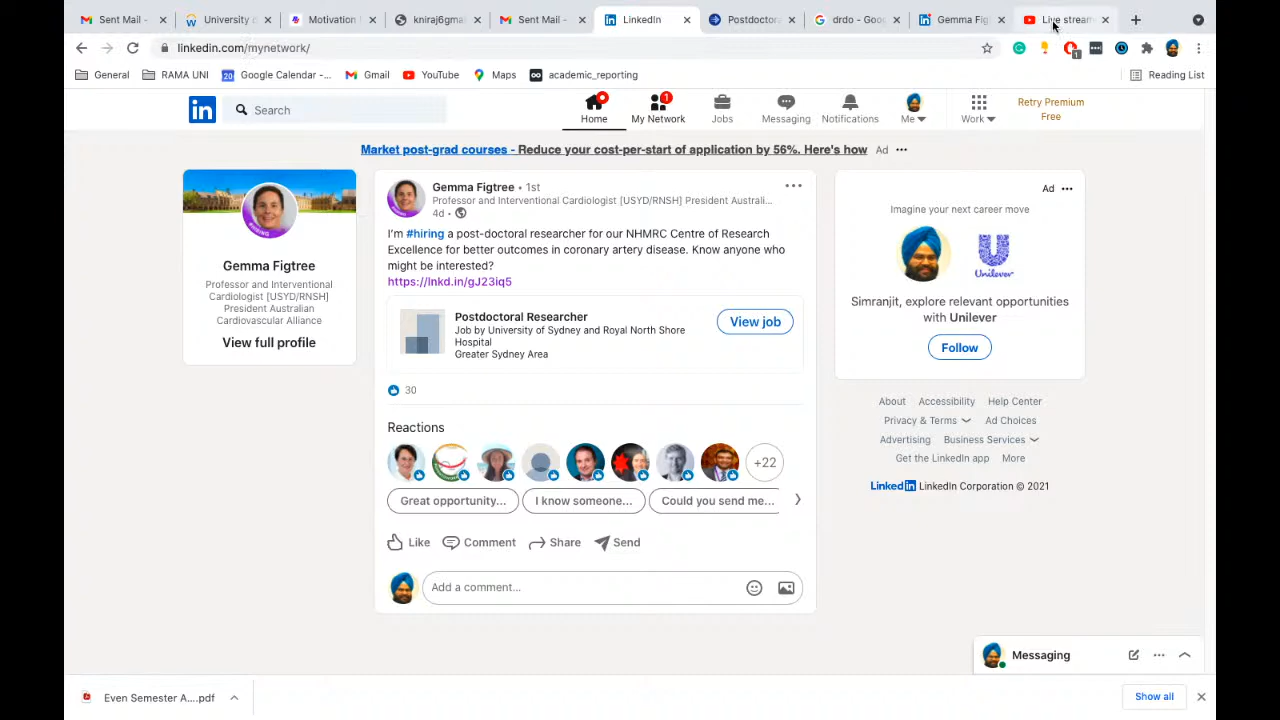 Sent Mail -
University o
Motivation
kniraj6gma
Sent Mail -
LinkedIn
Postdoctora
drdo - Goo
Gemma Fig
Live stream
linkedin.com/mynetwork/
1
General
RAMA UNI
20
Google Calendar -...
Gmail
YouTube
Maps
academic_reporting
Reading List
in
Search
Home
1
My Network
Jobs
Messaging
Notifications
Me
Work
Retry Premium
Free
Market post-grad courses - Reduce your cost-per-start of application by 56%. Here's how
Ad
Gemma Figtree
Professor and Interventional
Cardiologist [USYD/RNSH]
President Australian
Cardiovascular Alliance
View full profile
Gemma Figtree • 1st
Professor and Interventional Cardiologist [USYD/RNSH] President Australi...
4d •
I'm #hiring a post-doctoral researcher for our NHMRC Centre of Research
Excellence for better outcomes in coronary artery disease. Know anyone who
might be interested?
https://lnkd.in/gJ23iq5
Postdoctoral Researcher
Job by University of Sydney and Royal North Shore
Hospital
Greater Sydney Area
View job
30
Reactions
+22
Great opportunity...
I know someone...
Could you send me...
Like
Comment
Share
Send
Add a comment...
Ad
Imagine your next career move
Unilever
Simranjit, explore relevant opportunities
with Unilever
Follow
About
Accessibility
Help Center
Privacy & Terms
Ad Choices
Advertising
Business Services
Get the LinkedIn app
More
Linked in LinkedIn Corporation © 2021
Messaging
Even Semester A....pdf
Show all